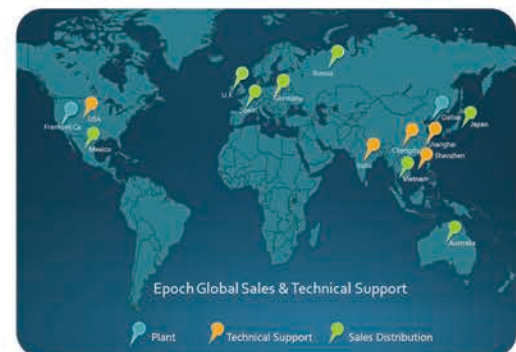 Russia
U.K
Germany
Spain
USA
Fremont Ca
Mexico
Dalian
Japan
Shanghai
Chengdu
Shenzhen
India
Vietnam
Australia
Epoch Global Sales & Technical Support
Plant
Technical Support
Sales Distribution